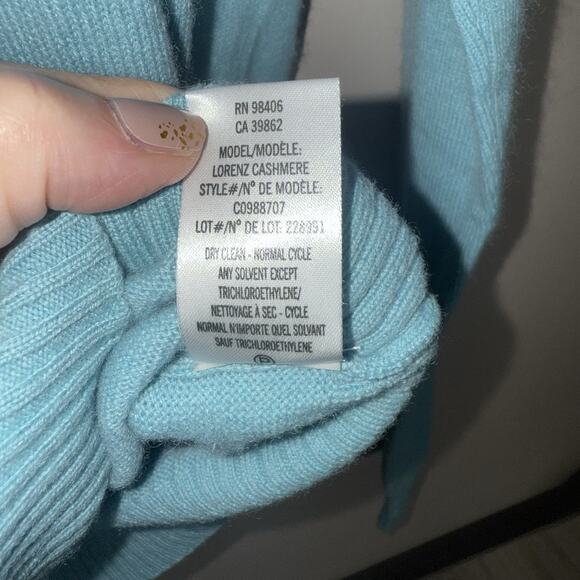 RN 98406
CA 39862
MODEL/MODÈLE:
LORENZ CASHMERE
STYLE#/N° DE MODÈLE:
C0988707
LOT#/N° DE LOT: 228991
DRY CLEAN - NORMAL CYCLE
ANY SOLVENT EXCEPT
TRICHLOROETHYLENE/
NETTOYAGE À SEC - CYCLE
NORMAL N'IMPORTE QUEL SOLVANT
SAUF TRICHLOROETHYLENE